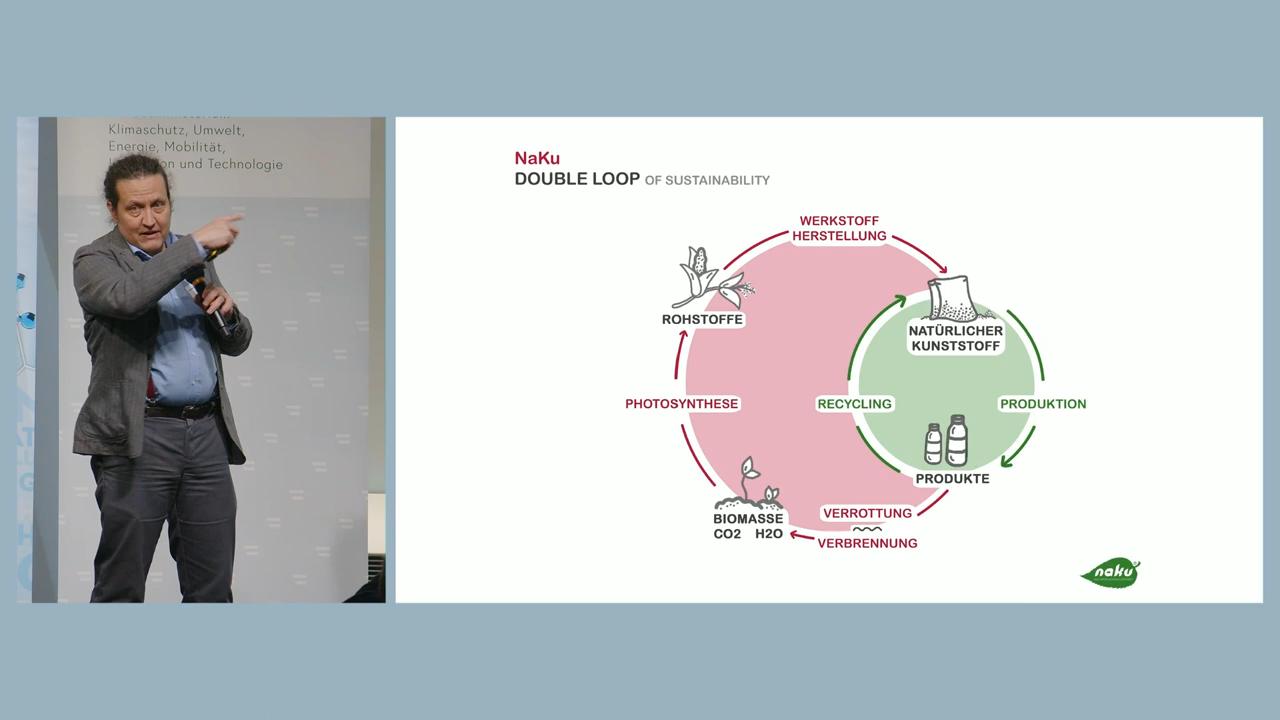 Klimaschutz, Umwelt,
Energie, Mobilität,
und Technologie
NaKu
DOUBLE LOOP OF SUSTAINABILITY
WERKSTOFF
HERSTELLUNG
ROHSTOFFE
NATÜRLICHER
KUNSTSTOFF
PHOTOSYNTHESE
RECYCLING
PRODUKTION
PRODUKTE
BIOMASSE
CO2 H2O
VERROTTUNG
VERBRENNUNG
naku